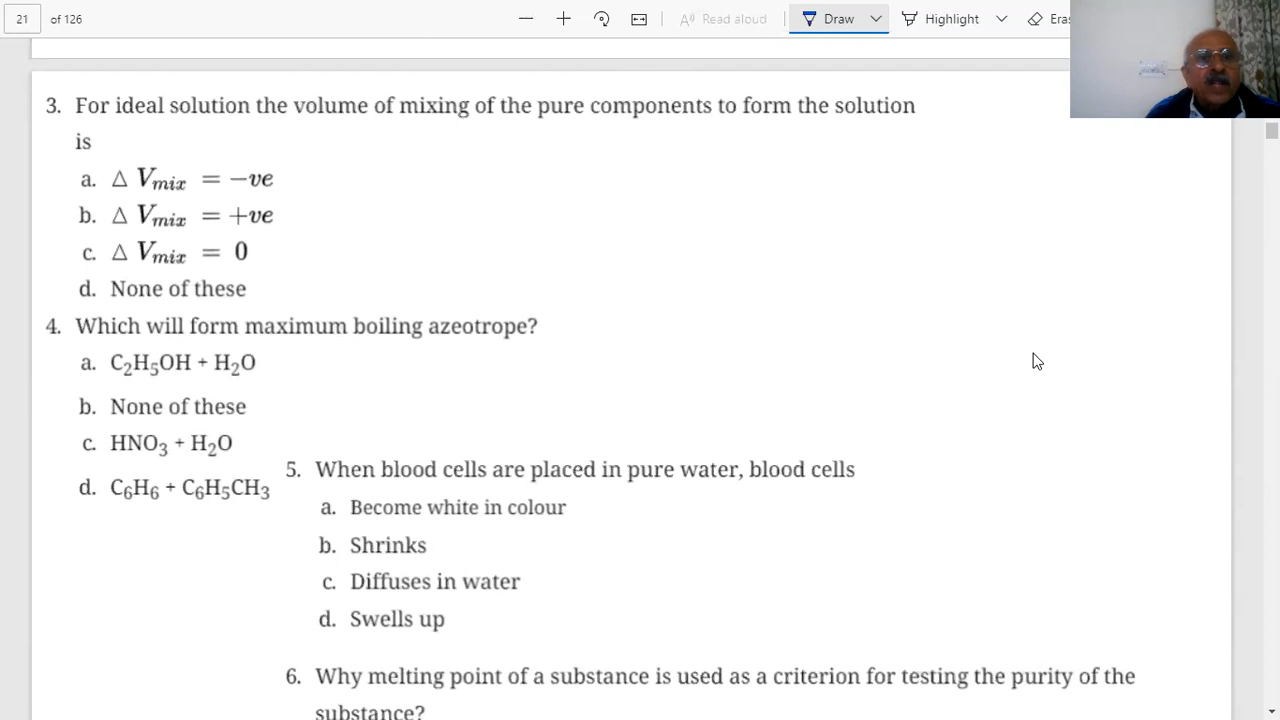 21 of 126 Read aloud Draw Highlight Eras
3. For ideal solution the volume of mixing of the pure components to form the solution
is
a. △ Vmix = −ve
b. △ Vmix = +ve
c. △ Vmix = 0
d. None of these
4. Which will form maximum boiling azeotrope?
a. C₂H₅OH + H₂O
b. None of these
c. HNO₃ + H₂O
d. C₆H₆ + C₆H₅CH₃
5. When blood cells are placed in pure water, blood cells
a. Become white in colour
b. Shrinks
c. Diffuses in water
d. Swells up
6. Why melting point of a substance is used as a criterion for testing the purity of the
substance?